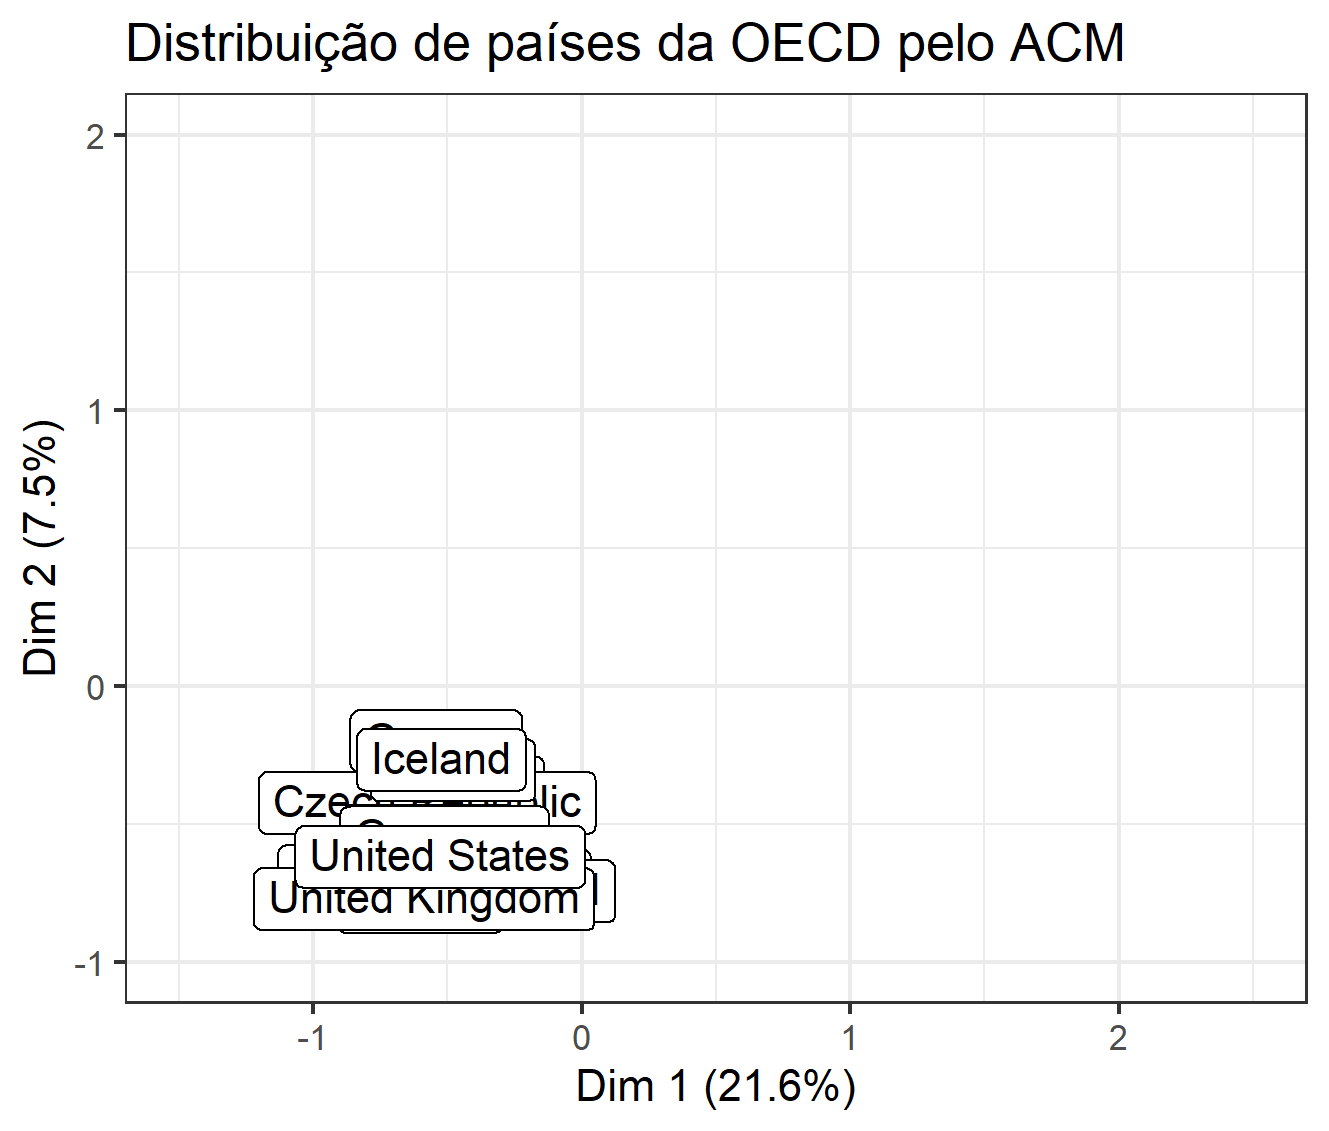 Distribuição de países da OECD pelo ACM
2
1
0
-1
Dim 2 (7.5%)
Iceland
United States
United Kingdom
-1
0
1
2
Dim 1 (21.6%)